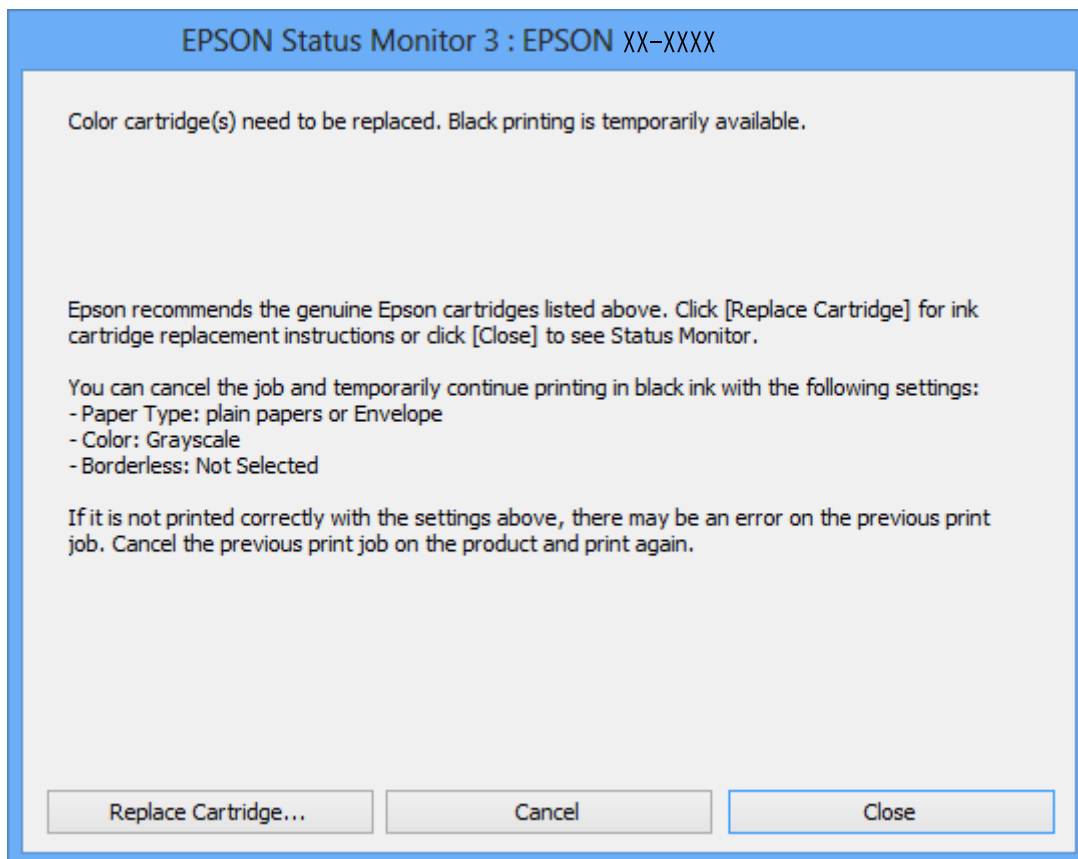 EPSON Status Monitor 3 : EPSON XX-XXXX
Color cartridge(s) need to be replaced. Black printing is temporarily available.
Epson recommends the genuine Epson cartridges listed above. Click [Replace Cartridge] for ink
cartridge replacement instructions or click [Close] to see Status Monitor.
You can cancel the job and temporarily continue printing in black ink with the following settings:
- Paper Type: plain papers or Envelope
- Color: Grayscale
- Borderless: Not Selected
If it is not printed correctly with the settings above, there may be an error on the previous print
job. Cancel the previous print job on the product and print again.
Replace Cartridge... Cancel Close